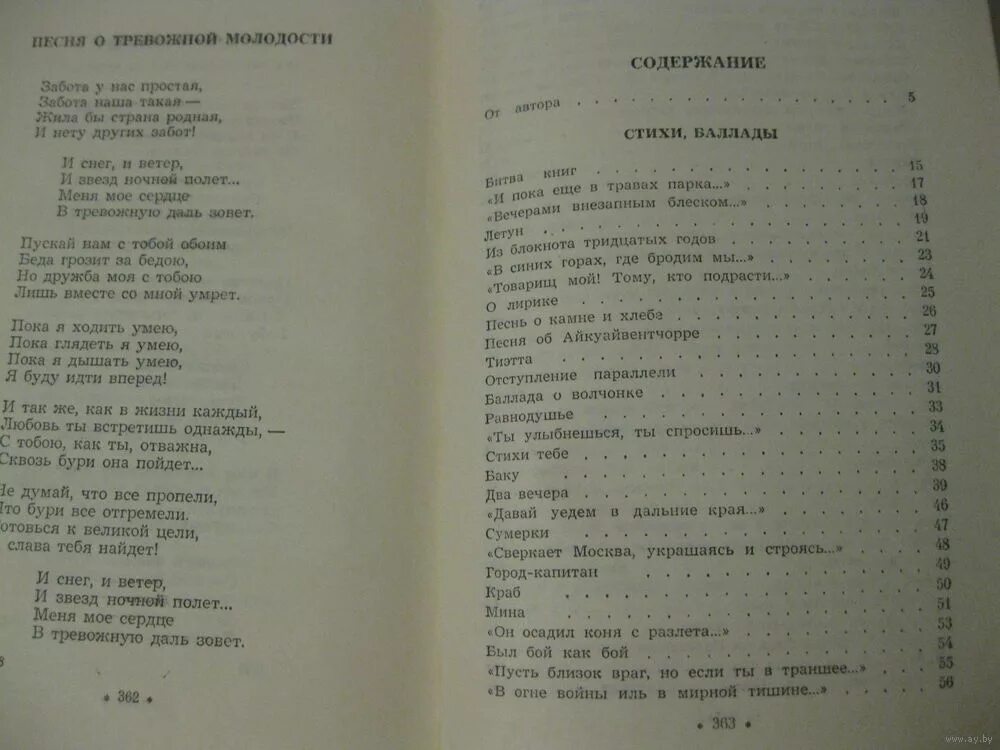 ПЕСНЯ О ТРЕВОЖНОЙ МОЛОДОСТИ
Забота у нас простая,
Забота наша такая —
Жила бы страна родная,
И нету других забот!
И снег, и ветер,
И звезд ночной полет...
Меня мое сердце
В тревожную даль зовет.
Пускай нам с тобой обоим
Беда грозит за бедою,
Но дружба моя с тобою
Лишь вместе со мной умрет.
Пока я ходить умею,
Пока глядеть я умею,
Пока я дышать умею,
Я буду идти вперед!
И так же, как в жизни каждый,
Любовь ты встретишь однажды, —
С тобою, как ты, отважна,
Сквозь бури она пойдет...
Не думай, что все пропели,
Что бури все отгремели.
отовься к великой цели,
слава тебя найдет!
И снег, и ветер,
И звезд ночной полет...
Меня мое сердце
В тревожную даль зовет.
8
• 362 •
СОДЕРЖАНИЕ
От автора . . . . . . . . . . 5
СТИХИ, БАЛЛАДЫ
Битва книг . . . . . . . . . . 15
«И пока еще в травах парка...» . . . . . . 17
«Вечерами внезапным блеском...» . . . . . . 18
Летун . . . . . . . . . . 19
Из блокнота тридцатых годов . . . . . . 21
«В синих горах, где бродим мы...» . . . . . 23
«Товарищ мой! Тому, кто подрасти...» . . . . 24
О лирике . . . . . . . . . . 25
Песнь о камне и хлебе . . . . . . . . 26
Песня об Айкуайвентчорре . . . . . . . 27
Тиэтта . . . . . . . . . . 28
Отступление параллели . . . . . . . . 30
Баллада о волчонке . . . . . . . . 31
Равнодушье . . . . . . . . . . 33
«Ты улыбнешься, ты спросишь...» . . . . . 34
Стихи тебе . . . . . . . . . . 35
Баку . . . . . . . . . . 38
Два вечера . . . . . . . . . . 39
«Давай уедем в дальние края...» . . . . . 46
Сумерки . . . . . . . . . . 47
«Сверкает Москва, украшаясь и строясь...» . . . . 48
Город-капитан . . . . . . . . . 49
Краб . . . . . . . . . . 50
Мина . . . . . . . . . . 51
«Он осадил коня с разлета...» . . . . . . 53
Был бой как бой . . . . . . . . . 54
«Пусть близок враг, но если ты в траншее...» . . . 55
«В огне войны иль в мирной тишине...» . . . . 56
• 363 •
www.ay.by